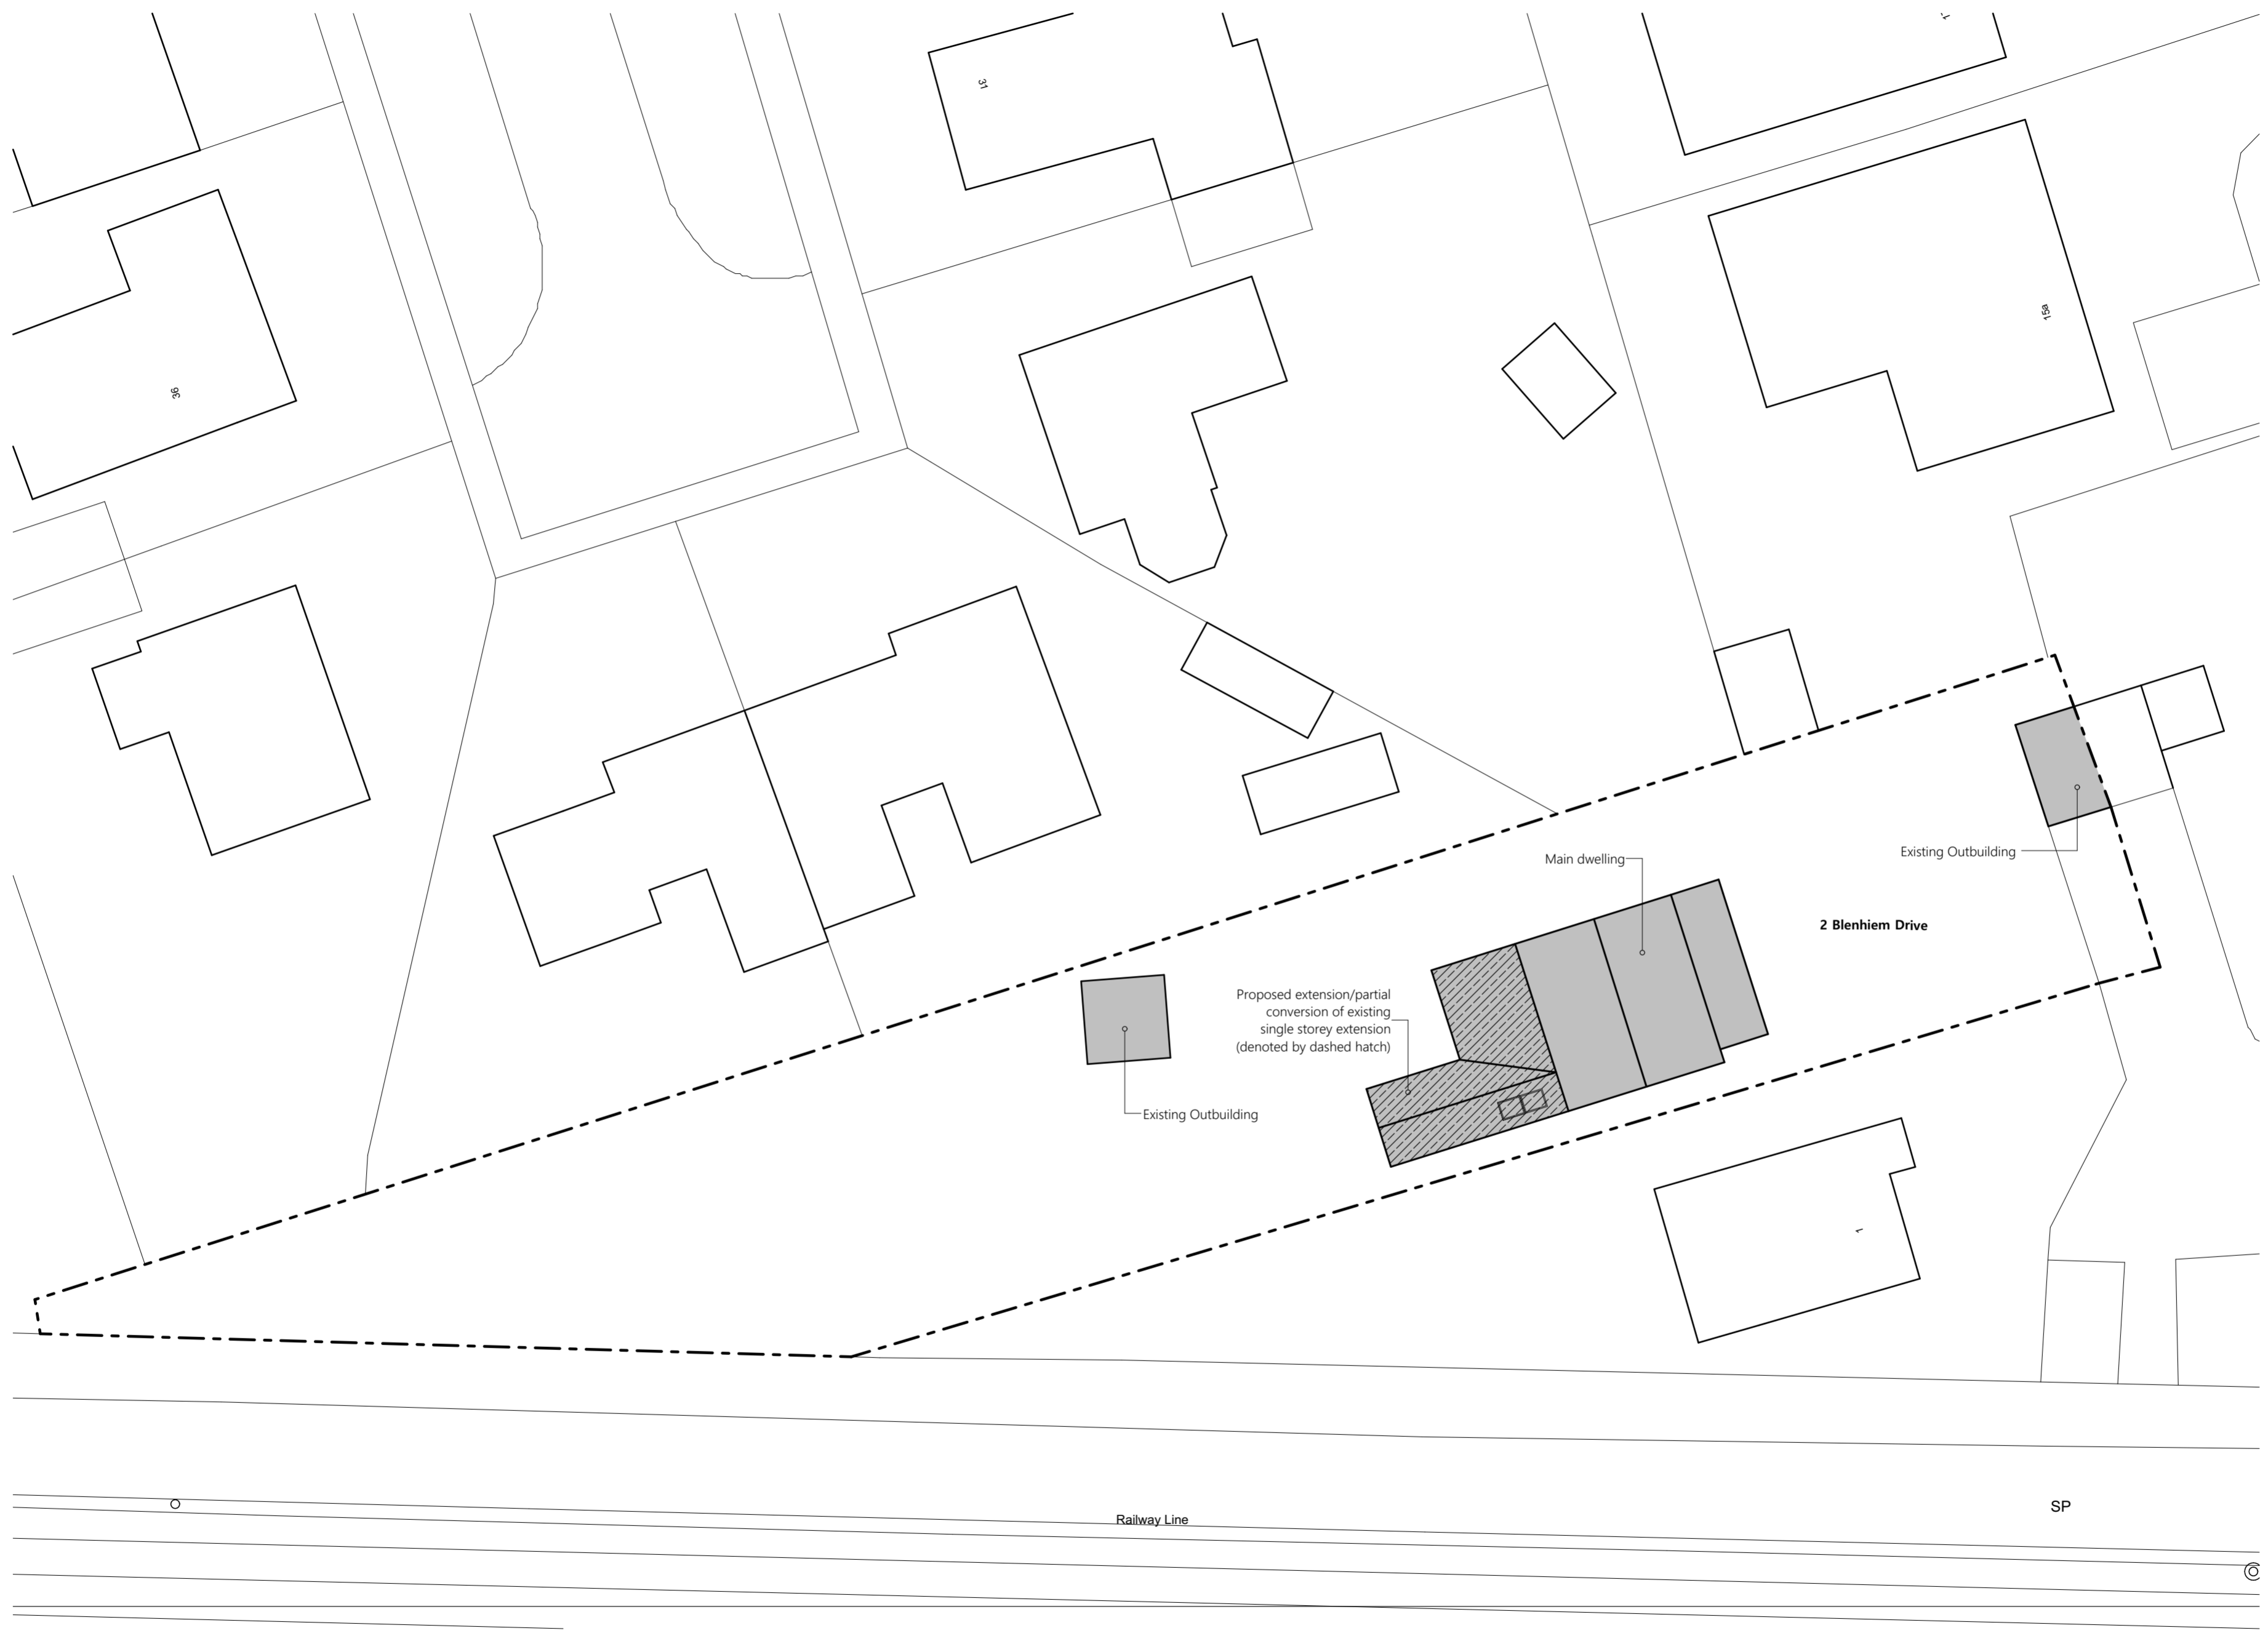 31
15a
36
Main dwelling
Existing Outbuilding
2 Blenhiem Drive
Proposed extension/partial
conversion of existing
single storey extension
(denoted by dashed hatch)
Existing Outbuilding
1
SP
Railway Line